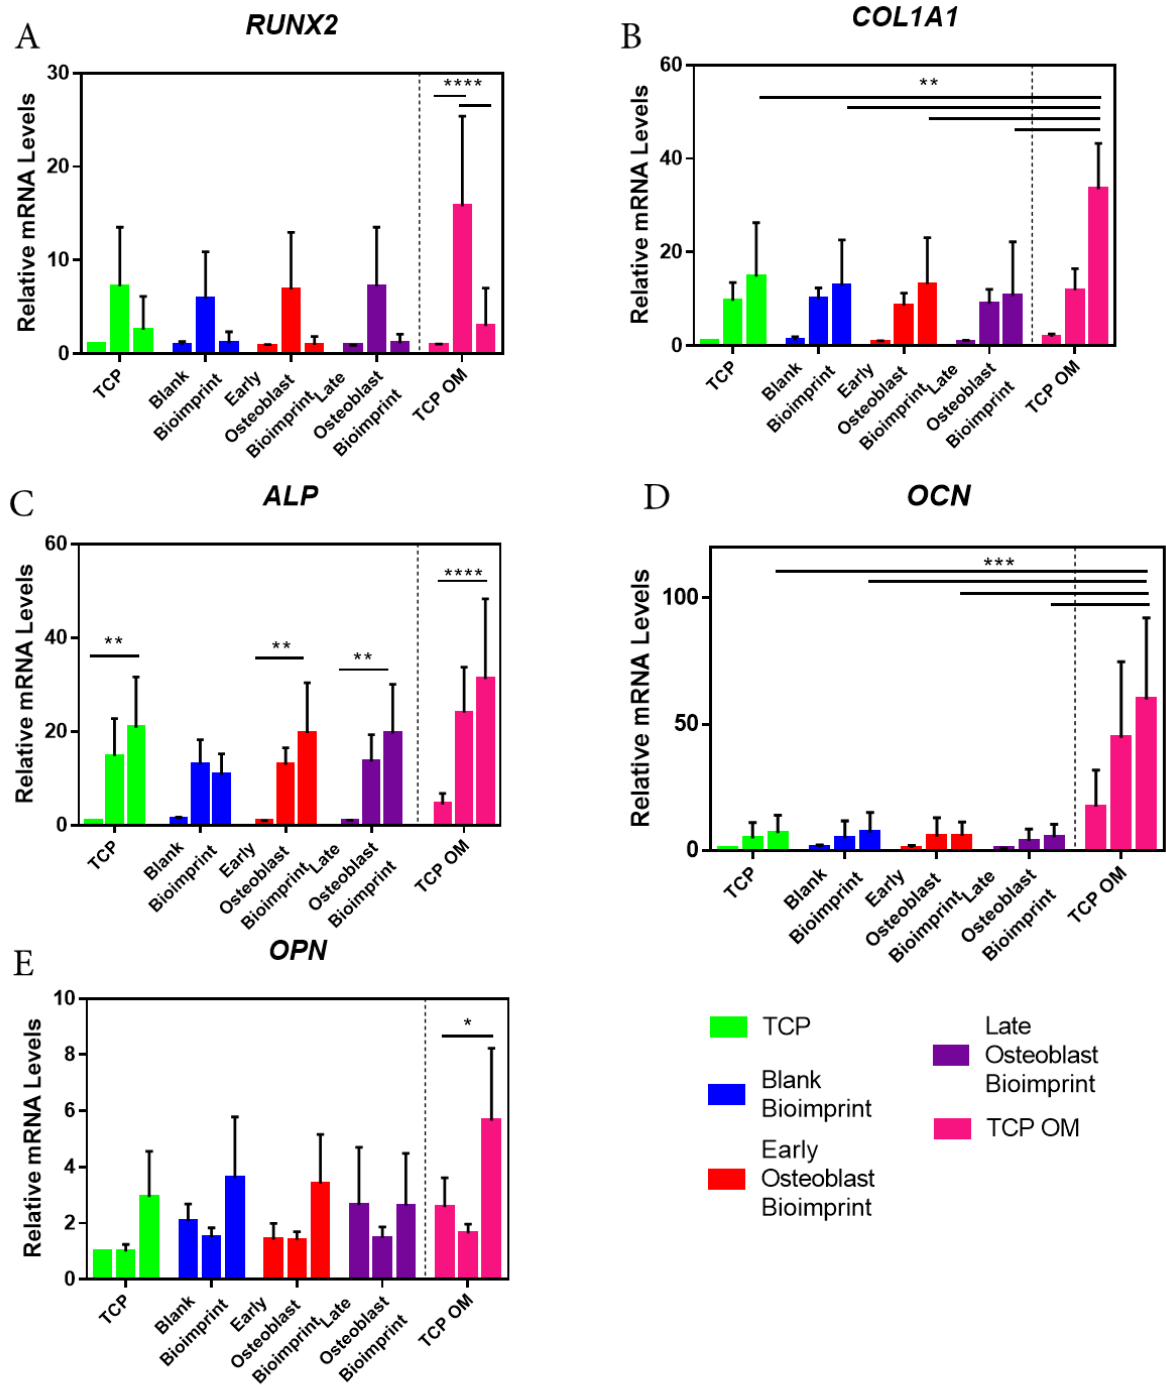 A
RUNX2
Relative mRNA Levels
30
20
10
0
****
TCP
Blank
Bioimprint
Early
Osteoblast
Bioimprint
Late
Osteoblast
Bioimprint
TCP OM
B
COL1A1
Relative mRNA Levels
60
40
20
0
**
TCP
Blank
Bioimprint
Early
Osteoblast
Bioimprint
Late
Osteoblast
Bioimprint
TCP OM
C
ALP
Relative mRNA Levels
60
40
20
0
**
**
**
****
TCP
Blank
Bioimprint
Early
Osteoblast
Bioimprint
Late
Osteoblast
Bioimprint
TCP OM
D
OCN
Relative mRNA Levels
100
50
0
***
TCP
Blank
Bioimprint
Early
Osteoblast
Bioimprint
Late
Osteoblast
Bioimprint
TCP OM
E
OPN
Relative mRNA Levels
10
8
6
4
2
0
*
TCP
Blank
Bioimprint
Early
Osteoblast
Bioimprint
Late
Osteoblast
Bioimprint
TCP OM
TCP
Blank
Bioimprint
Early
Osteoblast
Bioimprint
Late
Osteoblast
Bioimprint
TCP OM